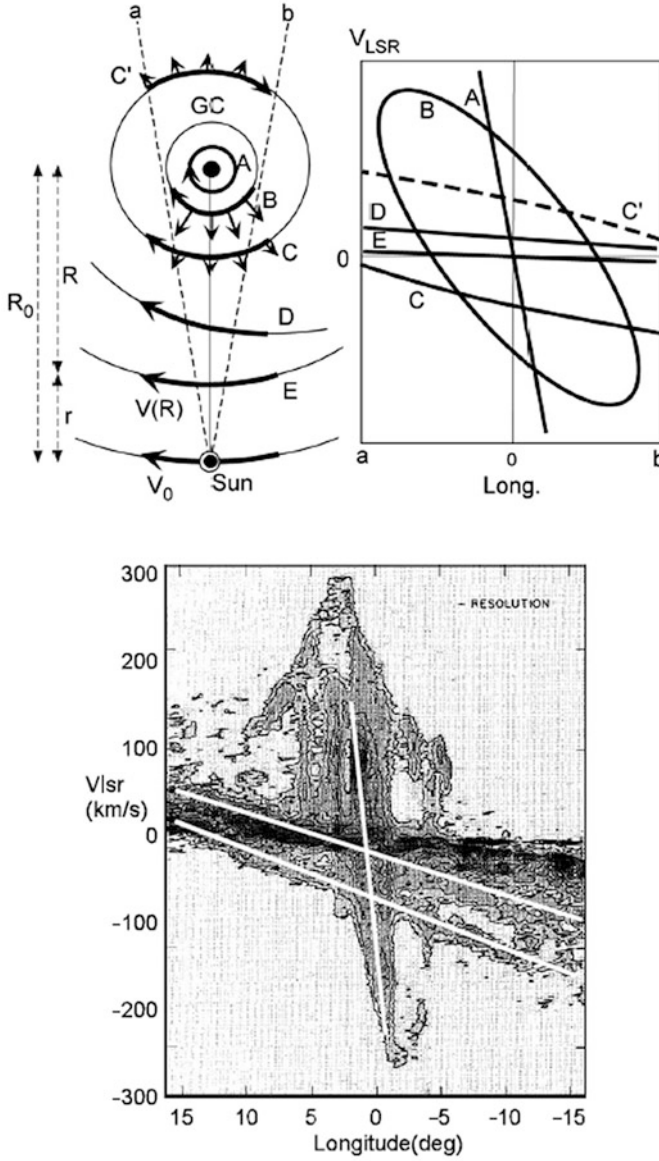 a
b
C'
GC
A
B
C
R
R₀
D
E
V(R)
r
V₀
Sun
V_LSR
A
B
C'
D
E
0
C
a
0
b
Long.
300
200
100
0
-100
-200
-300
- RESOLUTION
Vlsr
(km/s)
15
10
5
0
-5
-10
-15
Longitude(deg)